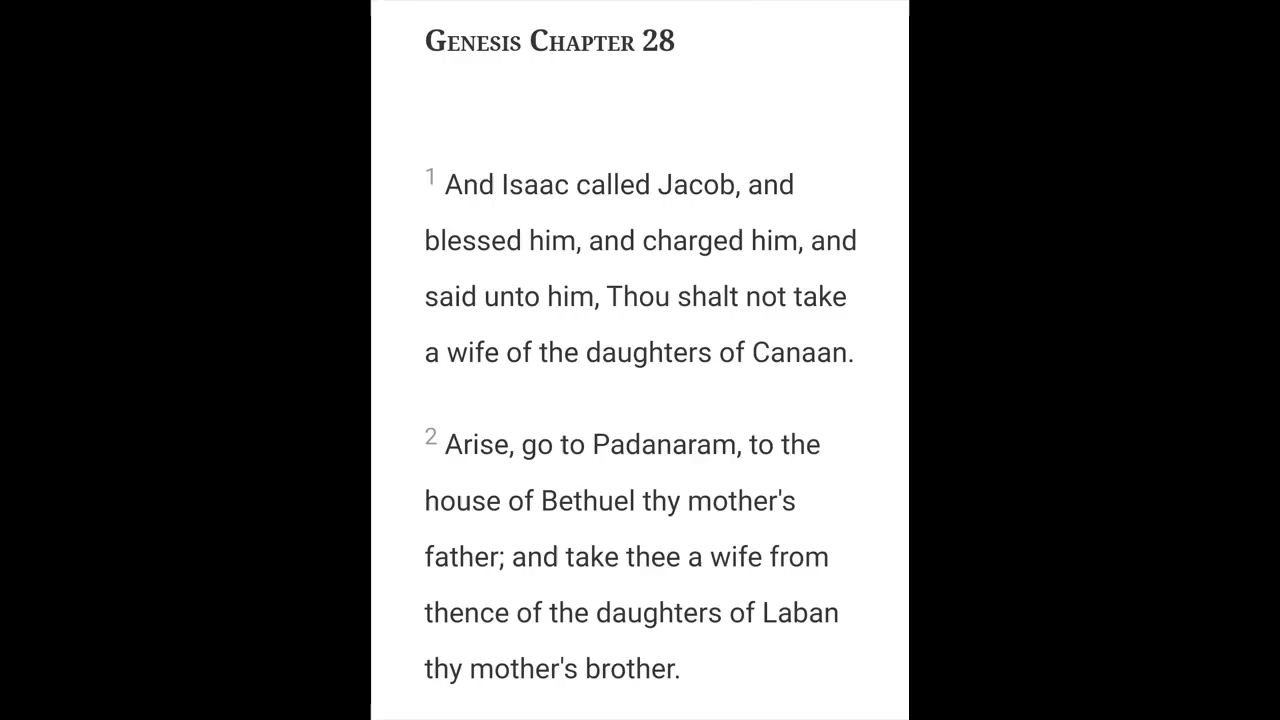 Genesis Chapter 28
1 And Isaac called Jacob, and
blessed him, and charged him, and
said unto him, Thou shalt not take
a wife of the daughters of Canaan.
2 Arise, go to Padanaram, to the
house of Bethuel thy mother's
father; and take thee a wife from
thence of the daughters of Laban
thy mother's brother.